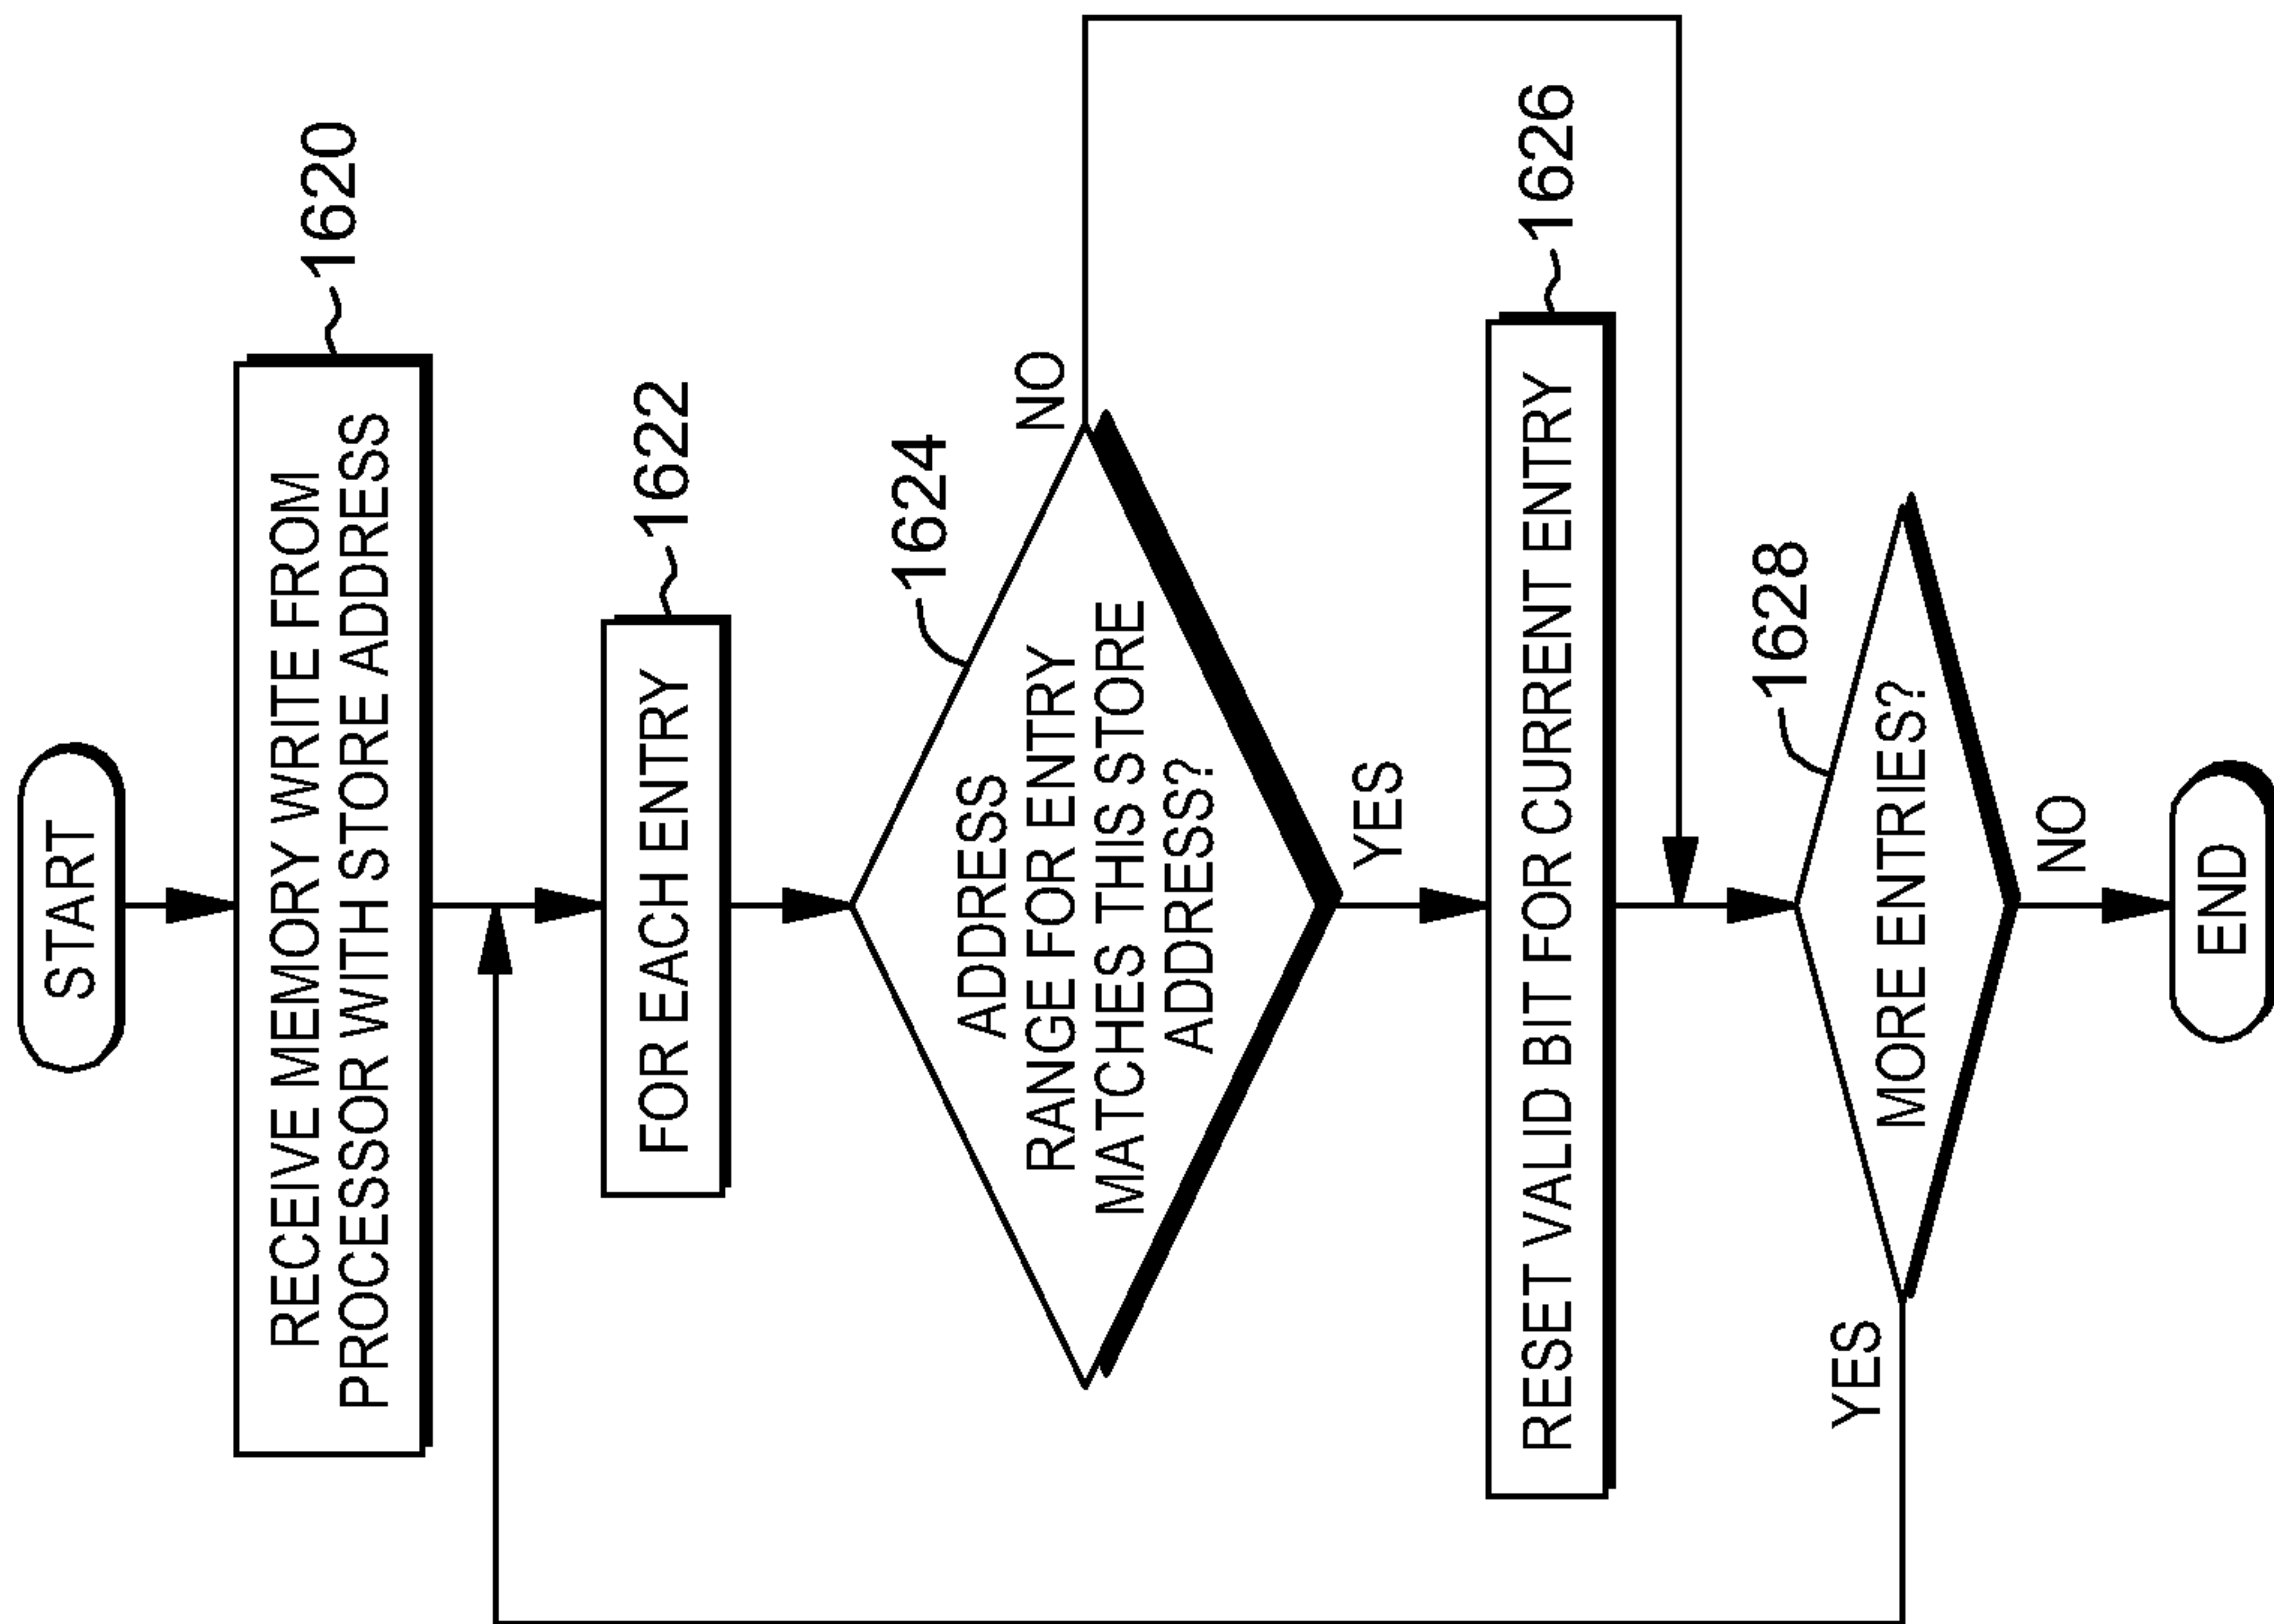 START
RECEIVE MEMORY WRITE FROM
PROCESSOR WITH STORE ADDRESS
1620
FOR EACH ENTRY
1622
1624
ADDRESS
RANGE FOR ENTRY
MATCHES THIS STORE
ADDRESS?
NO
YES
RESET VALID BIT FOR CURRENT ENTRY
1626
1628
MORE ENTRIES?
YES
NO
END